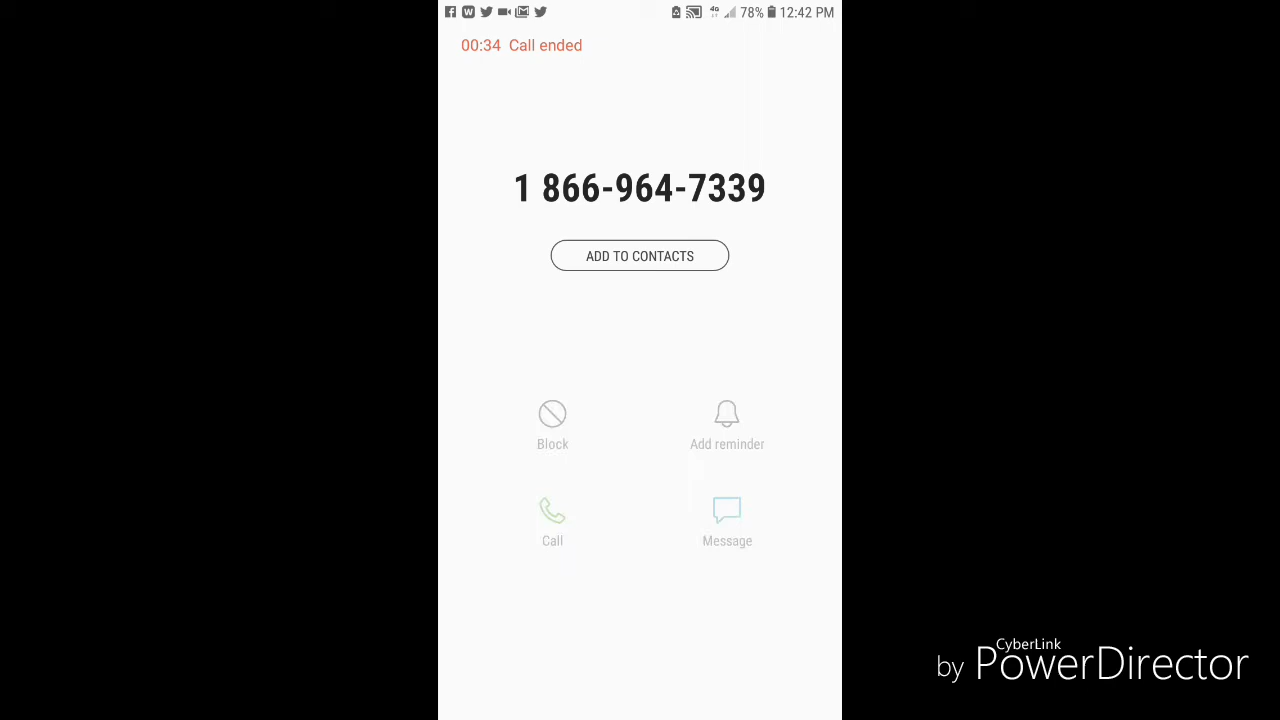 78% 12:42 PM
00:34 Call ended
1 866-964-7339
ADD TO CONTACTS
Block Add reminder
Call Message
CyberLink
by PowerDirector